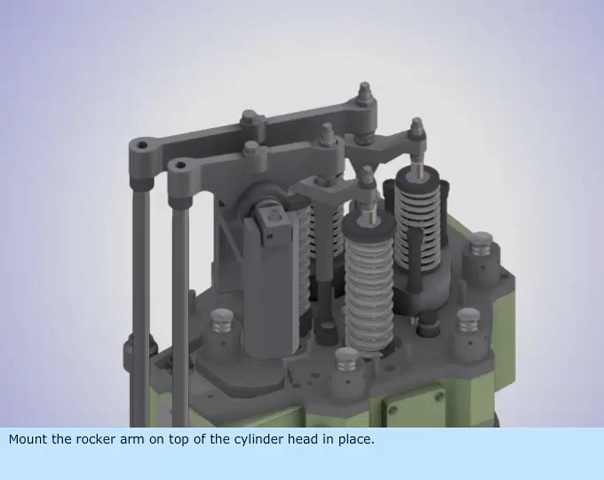 Mount the rocker arm on top of the cylinder head in place.